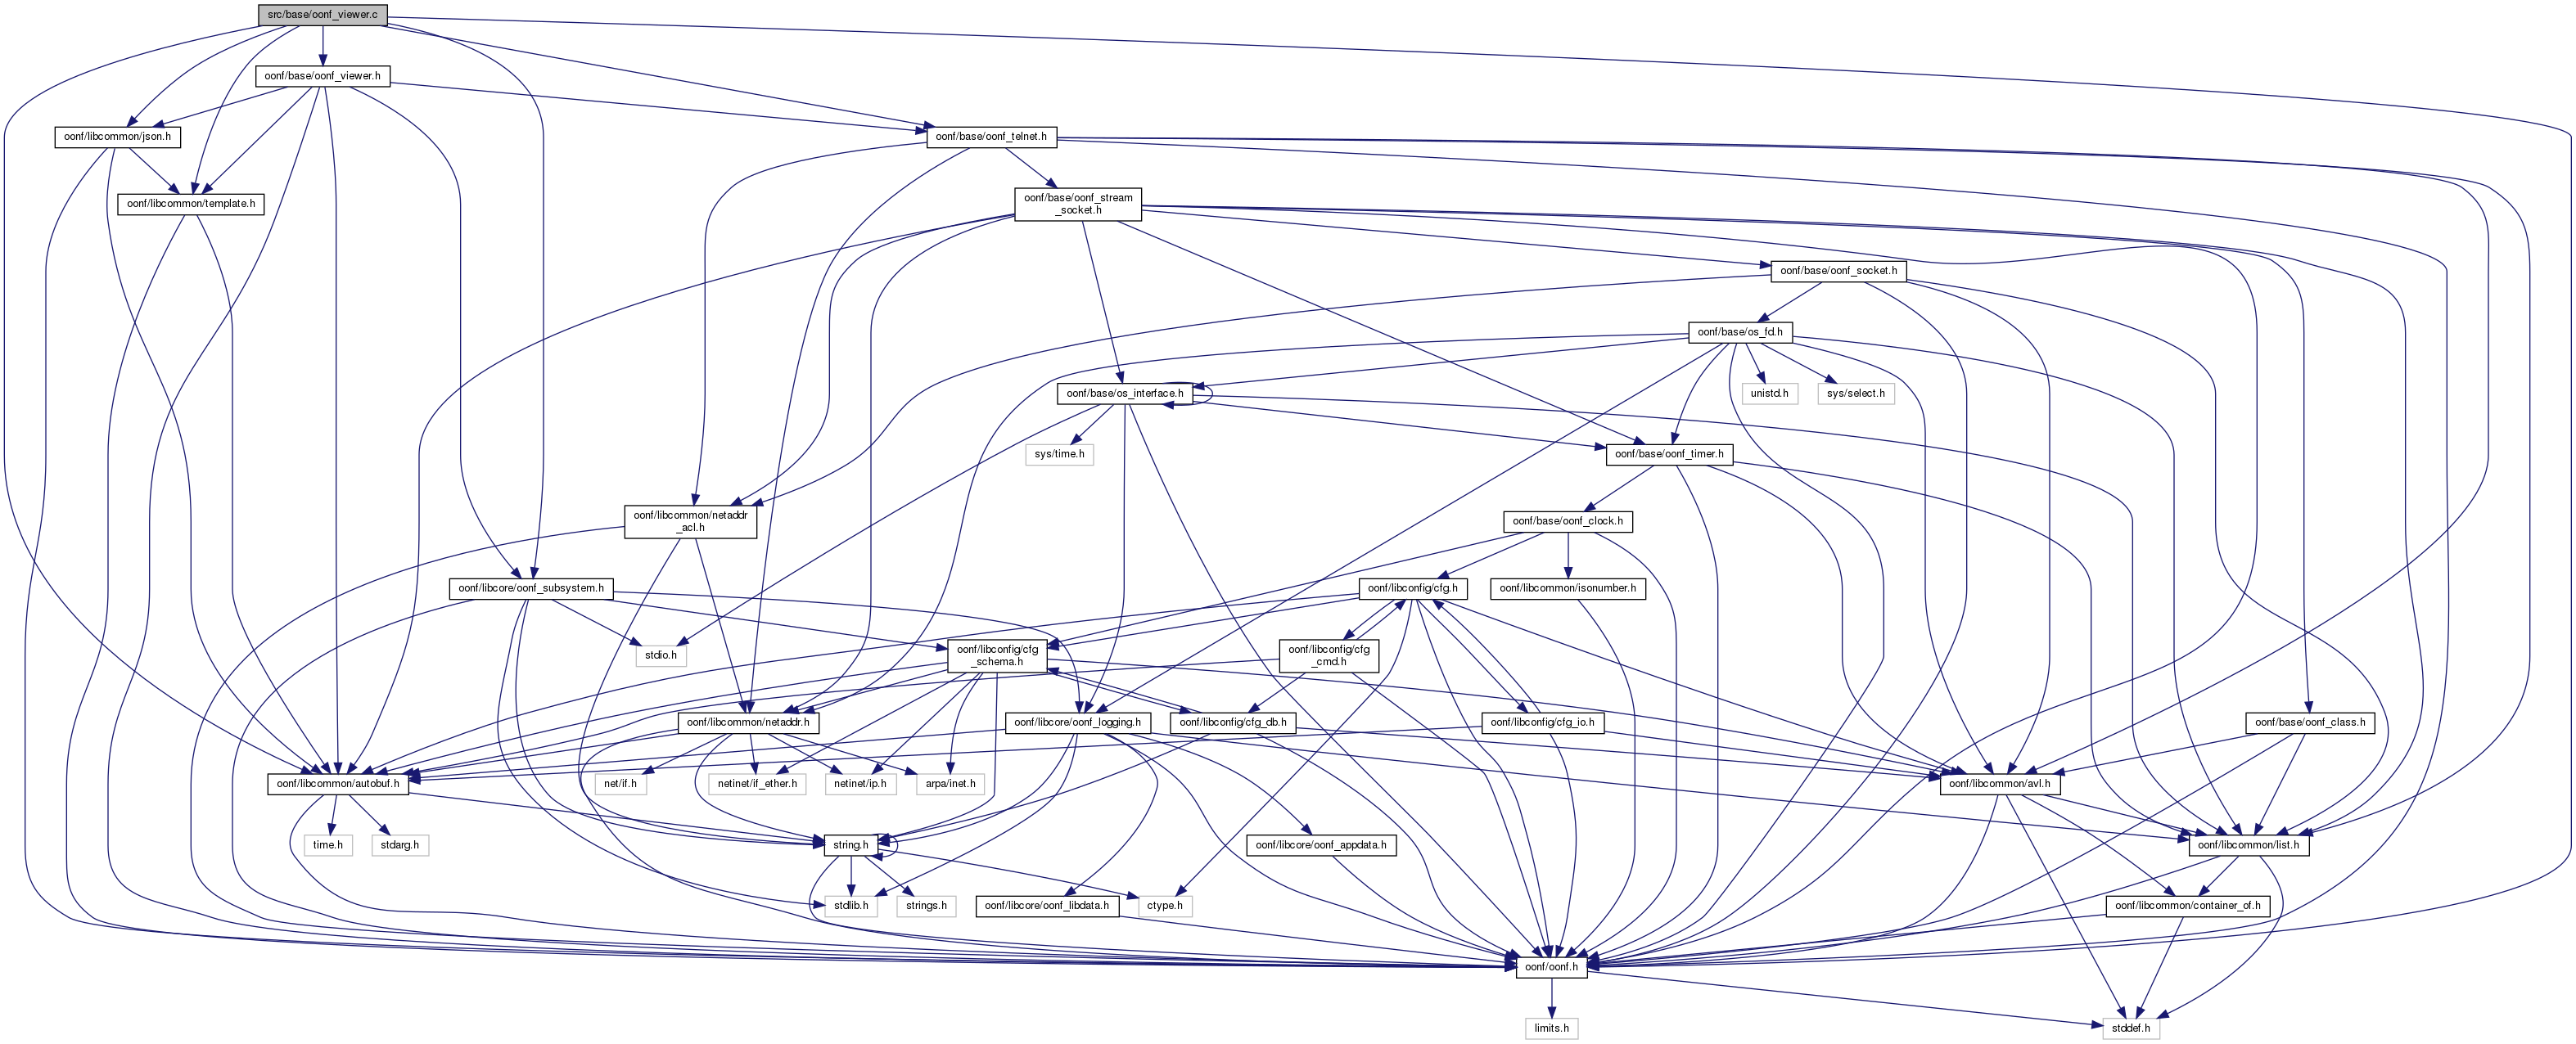 src/base/oonf_viewer.c
oonf/base/oonf_viewer.h
oonf/libcommon/json.h
oonf/base/oonf_telnet.h
oonf/libcommon/template.h
oonf/base/oonf_stream
_socket.h
oonf/base/oonf_socket.h
oonf/base/os_fd.h
oonf/base/os_interface.h
unistd.h
sys/select.h
sys/time.h
oonf/base/oonf_timer.h
oonf/libcommon/netaddr
_acl.h
oonf/base/oonf_clock.h
oonf/libcore/oonf_subsystem.h
oonf/libconfig/cfg.h
oonf/libcommon/isonumber.h
stdio.h
oonf/libconfig/cfg
_schema.h
oonf/libconfig/cfg
_cmd.h
oonf/libcommon/netaddr.h
oonf/libcore/oonf_logging.h
oonf/libconfig/cfg_db.h
oonf/libconfig/cfg_io.h
oonf/base/oonf_class.h
oonf/libcommon/autobuf.h
net/if.h
netinet/if_ether.h
netinet/ip.h
arpa/inet.h
oonf/libcommon/avl.h
time.h
stdarg.h
string.h
oonf/libcore/oonf_appdata.h
oonf/libcommon/list.h
stdlib.h
strings.h
oonf/libcore/oonf_libdata.h
ctype.h
oonf/libcommon/container_of.h
oonf/oonf.h
limits.h
stddef.h